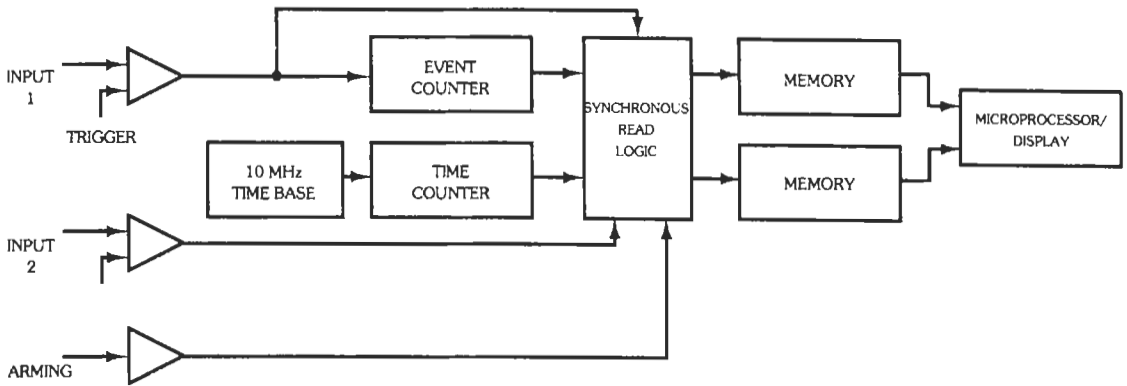 INPUT
1
TRIGGER
EVENT
COUNTER
SYNCHRONOUS
READ
LOGIC
MEMORY
MICROPROCESSOR/
DISPLAY
10 MHz
TIME BASE
TIME
COUNTER
MEMORY
INPUT
2
ARMING